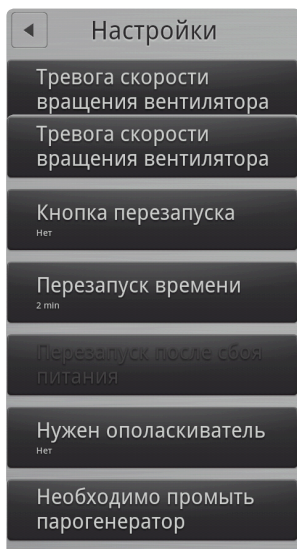 Настройки
Тревога скорости
вращения вентилятора
Тревога скорости
вращения вентилятора
Кнопка перезапуска
Нет
Перезапуск времени
2 min
Перезапуск после сбоя
питания
Нужен ополаскиватель
Нет
Необходимо промыть
парогенератор